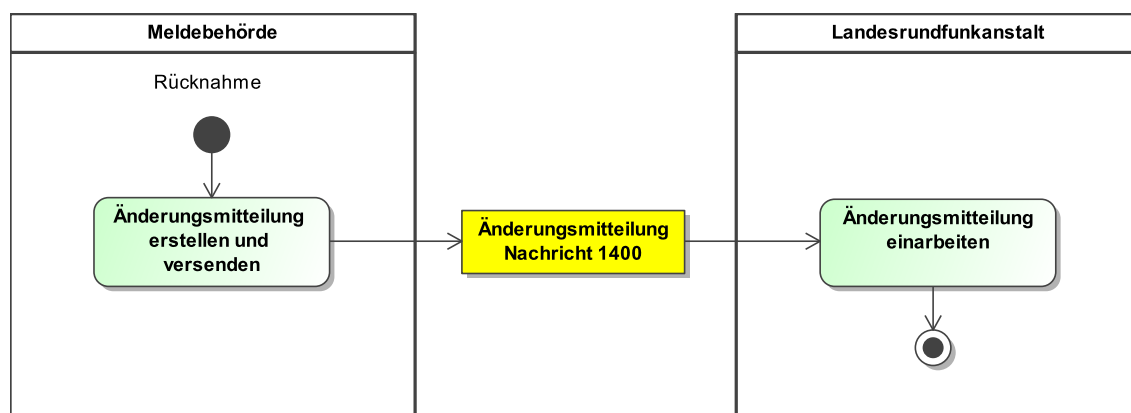 Meldebehörde
Landesrundfunkanstalt
Rücknahme
Änderungsmitteilung
erstellen und
versenden
Änderungsmitteilung
Nachricht 1400
Änderungsmitteilung
einarbeiten